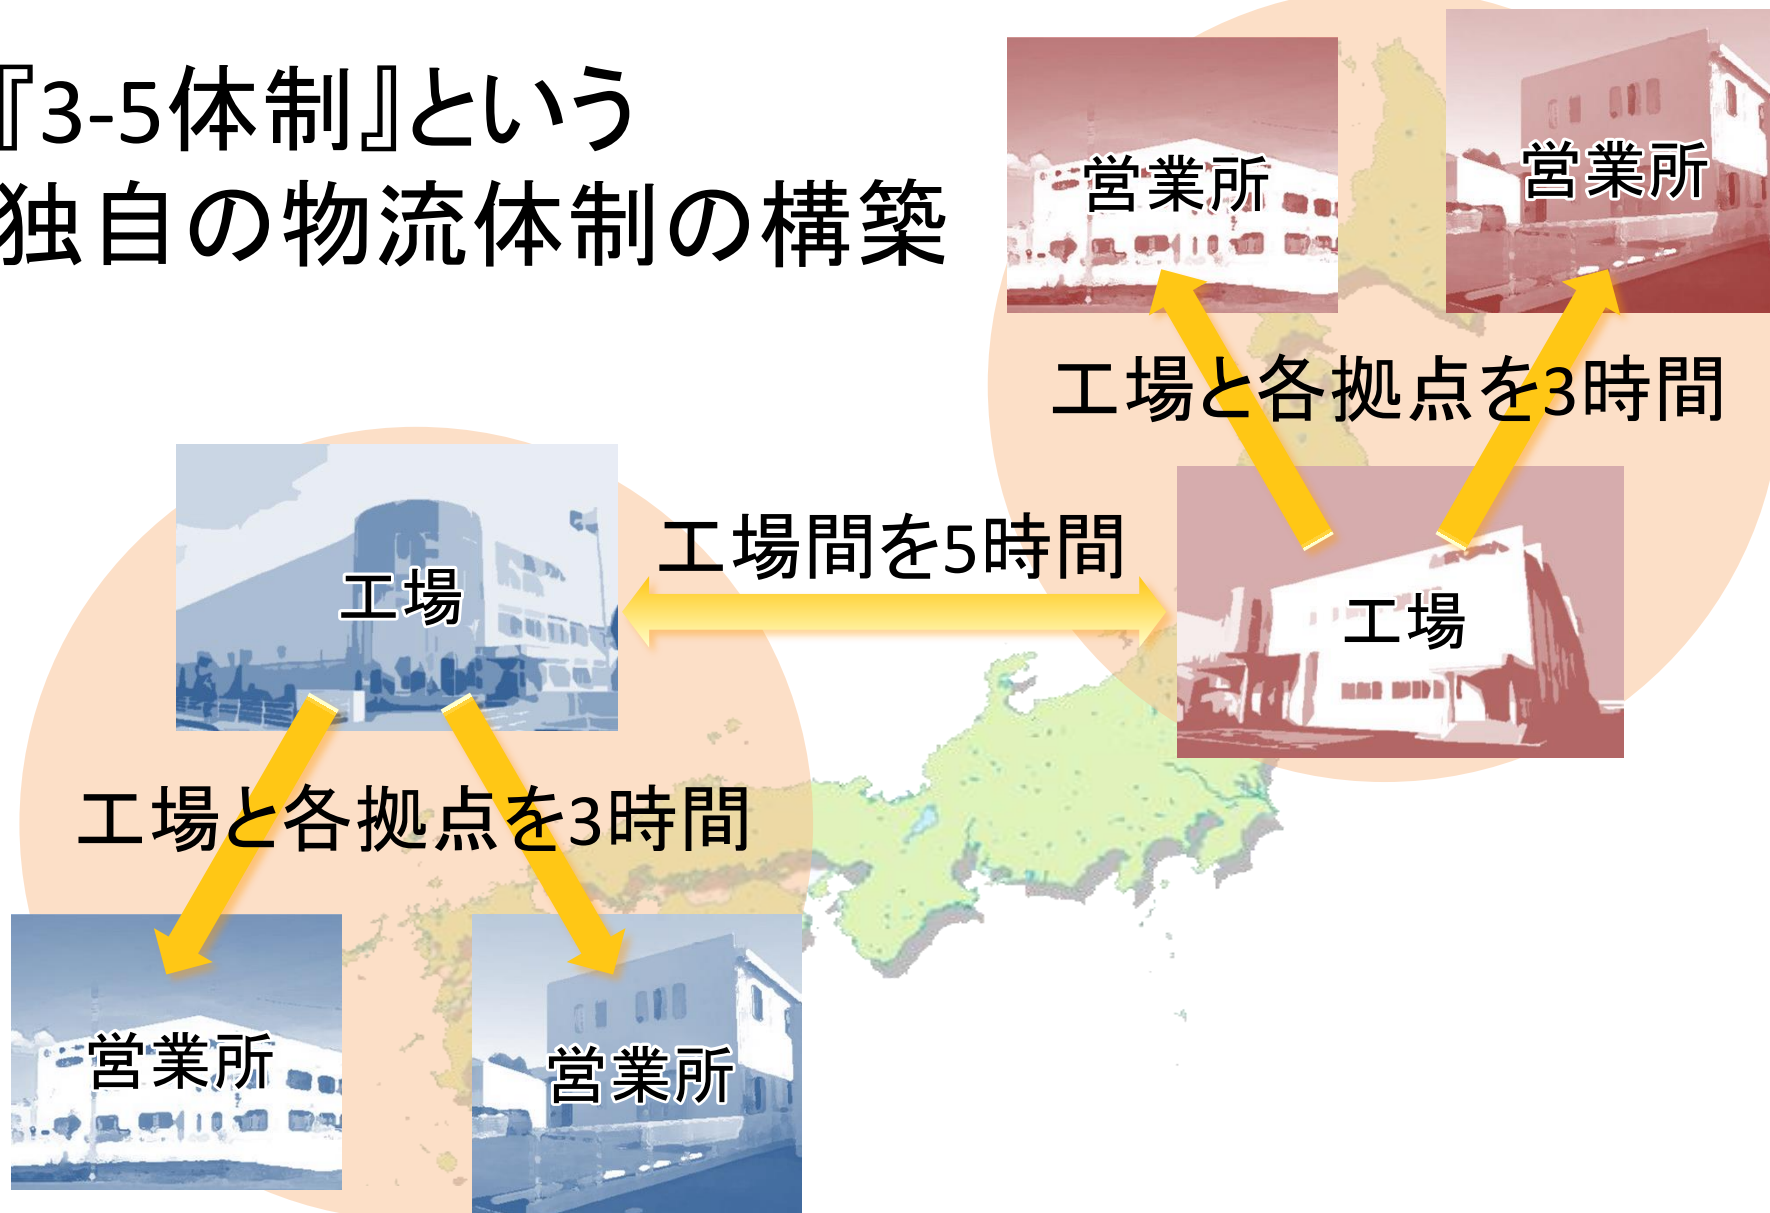 『3-5体制』という
独自の物流体制の構築
営業所
営業所
工場と各拠点を3時間
工場
工場間を5時間
工場
工場と各拠点を3時間
営業所
営業所